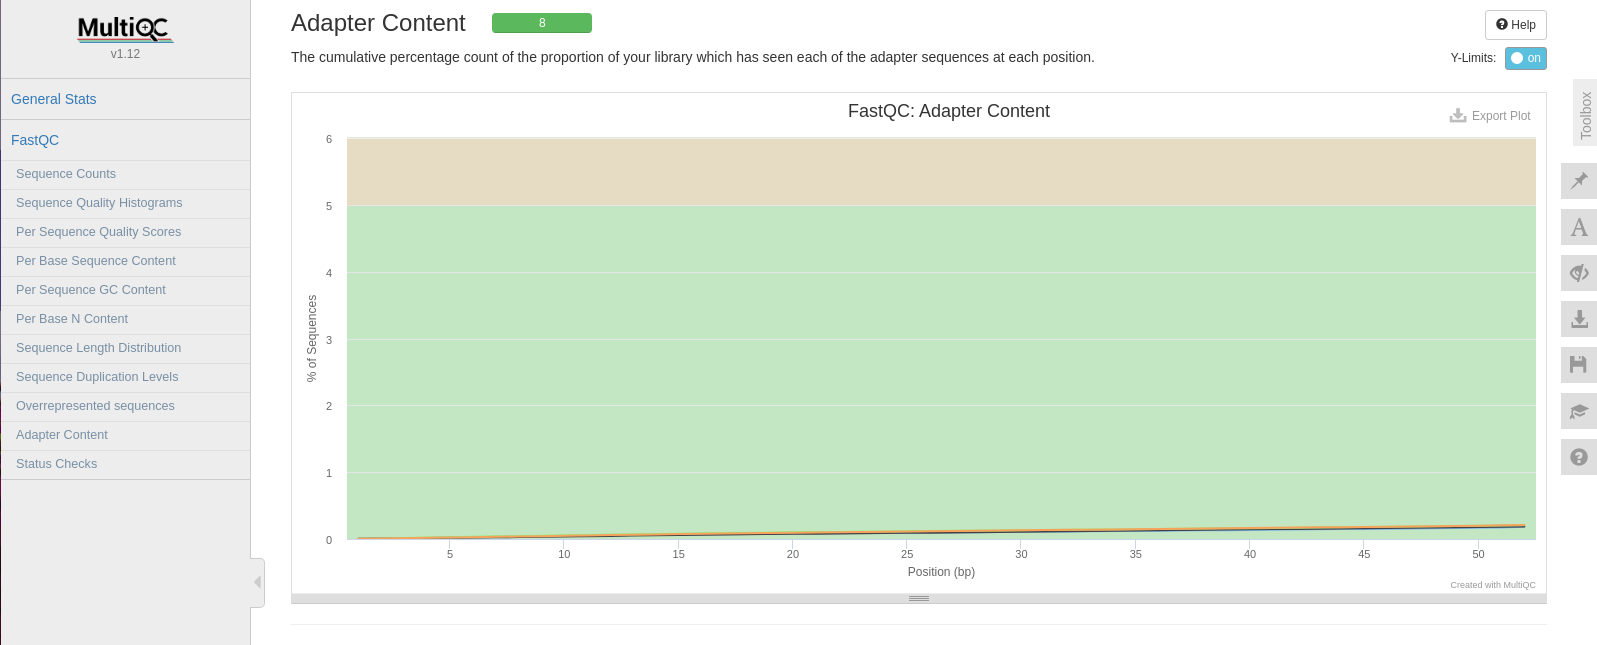 MultiQC
v1.12
General Stats
FastQC
Sequence Counts
Sequence Quality Histograms
Per Sequence Quality Scores
Per Base Sequence Content
Per Sequence GC Content
Per Base N Content
Sequence Length Distribution
Sequence Duplication Levels
Overrepresented sequences
Adapter Content
Status Checks
Adapter Content 8
Help
The cumulative percentage count of the proportion of your library which has seen each of the adapter sequences at each position.
Y-Limits: on
FastQC: Adapter Content
Export Plot
% of Sequences
6
5
4
3
2
1
0
5 10 15 20 25 30 35 40 45 50
Position (bp)
Created with MultiQC
Toolbox
A